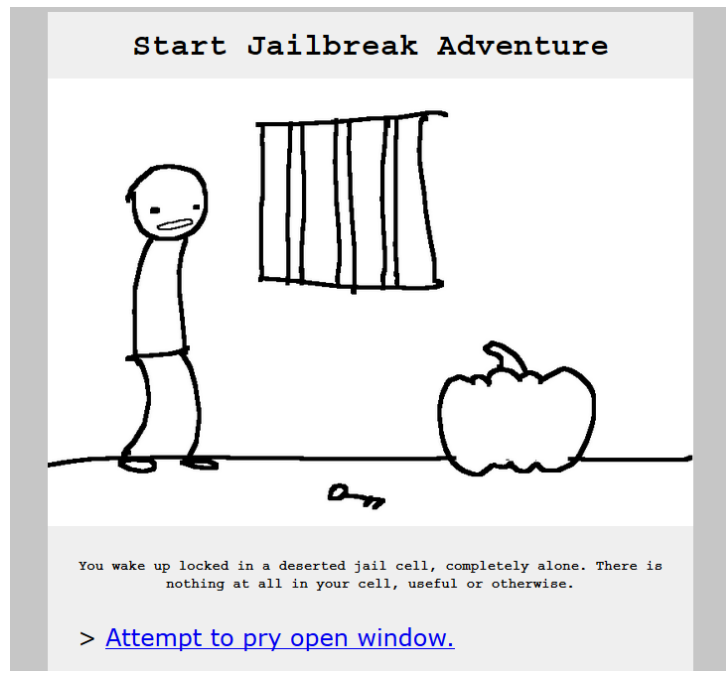 Start Jailbreak Adventure
You wake up locked in a deserted jail cell, completely alone. There is
nothing at all in your cell, useful or otherwise.
> Attempt to pry open window.